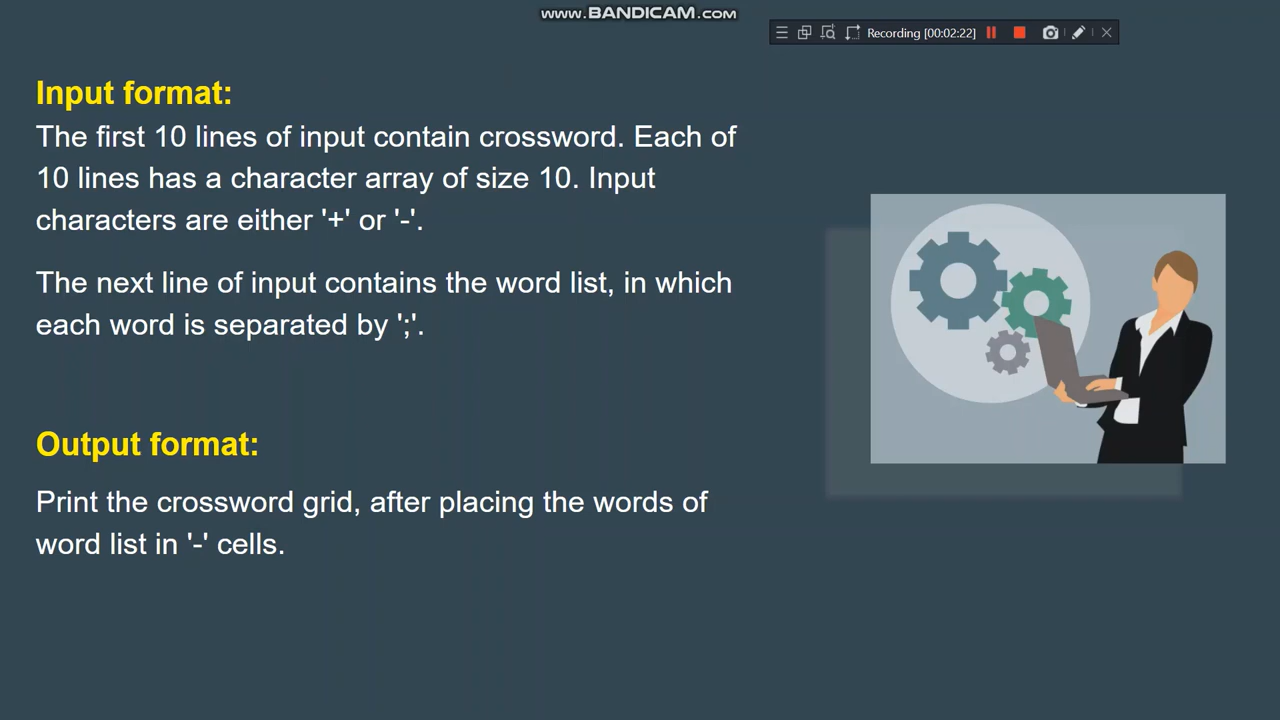 www.BANDICAM.com
Recording [00:02:22]
Input format:
The first 10 lines of input contain crossword. Each of
10 lines has a character array of size 10. Input
characters are either '+' or '-'.
The next line of input contains the word list, in which
each word is separated by ';'.
Output format:
Print the crossword grid, after placing the words of
word list in '-' cells.